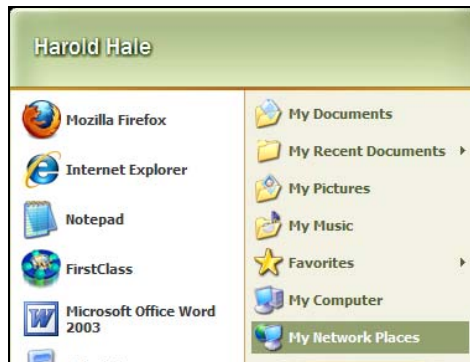 Harold Hale
Mozilla Firefox
Internet Explorer
Notepad
FirstClass
Microsoft Office Word
2003
My Documents
My Recent Documents
My Pictures
My Music
Favorites
My Computer
My Network Places